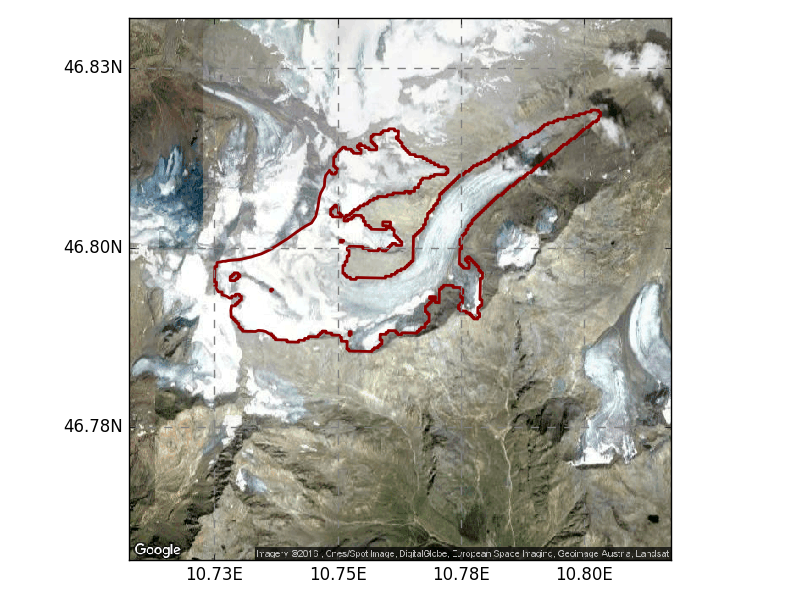 46.83N
46.80N
46.78N
Google
Imagery ©2016 , Cnes/Spot Image, DigitalGlobe, European Space Imaging, Geoimage Austria, Landsat
10.73E 10.75E 10.78E 10.80E